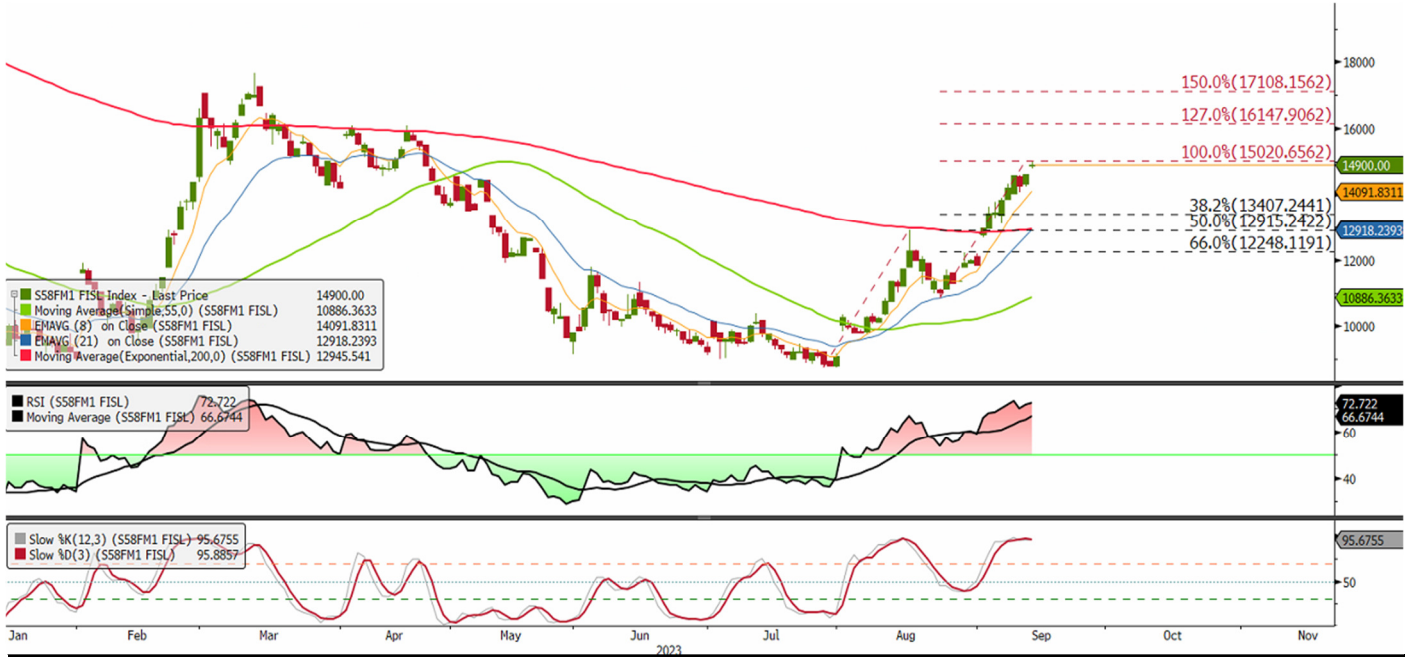 18000
150.0%(17108.1562)
127.0%(16147.9062)
16000
100.0%(15020.6562)
14900.00
14091.8311
38.2%(13407.2441)
50.0%(12915.2422)
12918.2393
66.0%(12248.1191)
12000
10886.3633
10000
S58FM1 FISL Index - Last Price 14900.00
Moving Average(Simple,55,0) (S58FM1 FISL) 10886.3633
EMAVG (8) on Close (S58FM1 FISL) 14091.8311
EMAVG (21) on Close (S58FM1 FISL) 12918.2393
Moving Average(Exponential,200,0) (S58FM1 FISL) 12945.541
RSI (S58FM1 FISL) 72.722
Moving Average (S58FM1 FISL) 66.6744
72.722
66.6744
60
40
Slow %K(12,3) (S58FM1 FISL) 95.6755
Slow %D(3) (S58FM1 FISL) 95.8857
95.6755
50
Jan Feb Mar Apr May Jun Jul Aug Sep Oct Nov
2023